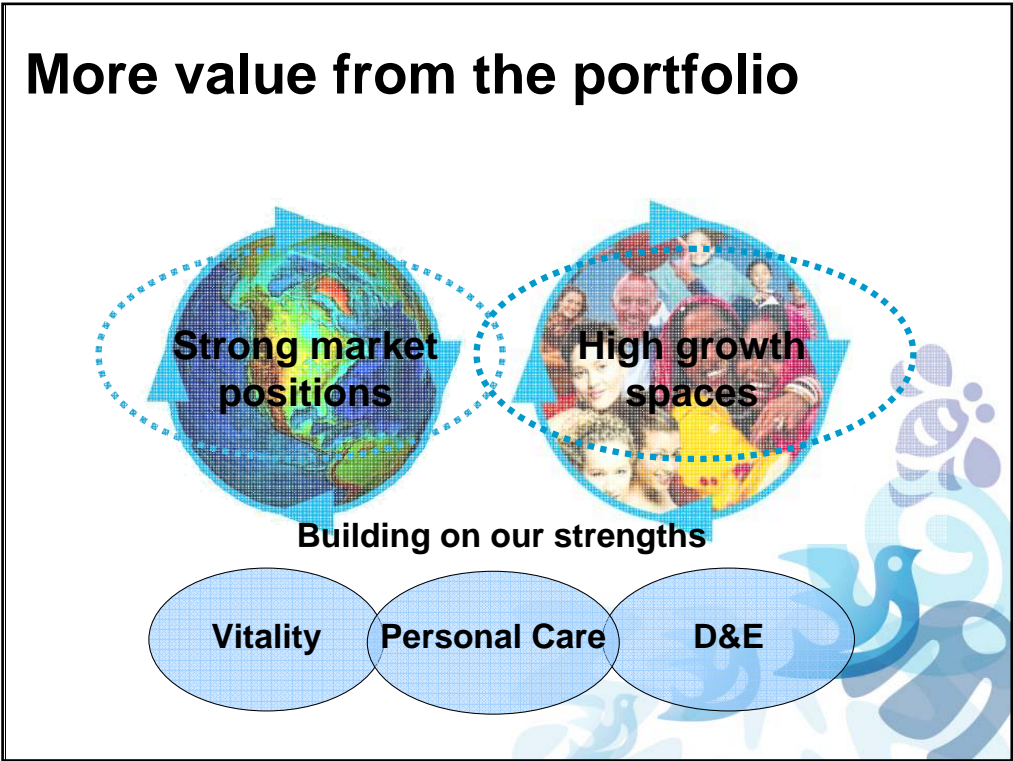 More value from the portfolio
Strong market
positions
High growth
spaces
Building on our strengths
Vitality
Personal Care
D&E